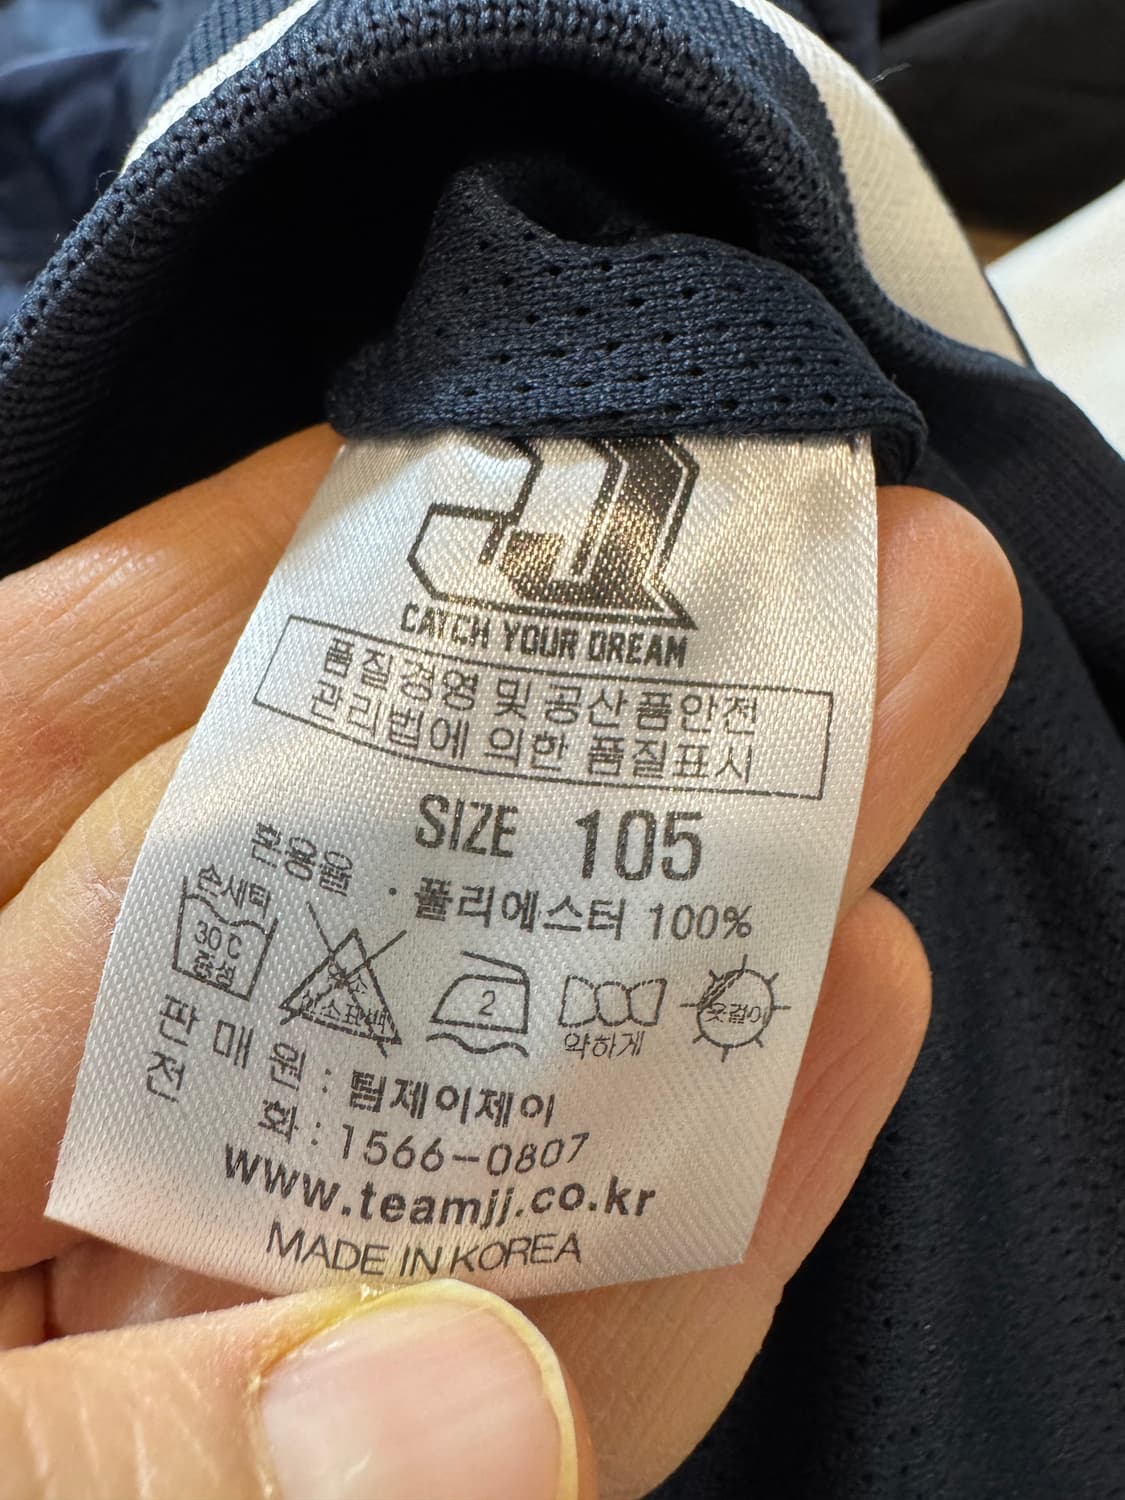 CATCH YOUR DREAM
품질경영 및 공산품안전
관리법에 의한 품질표시
SIZE 105
혼용율 : 폴리에스터 100%
손세탁
30℃
중성
염소
산소표백
2
약하게
옷걸이
판매원 : 팀제이제이
전화 : 1566-0807
www.teamjj.co.kr
MADE IN KOREA